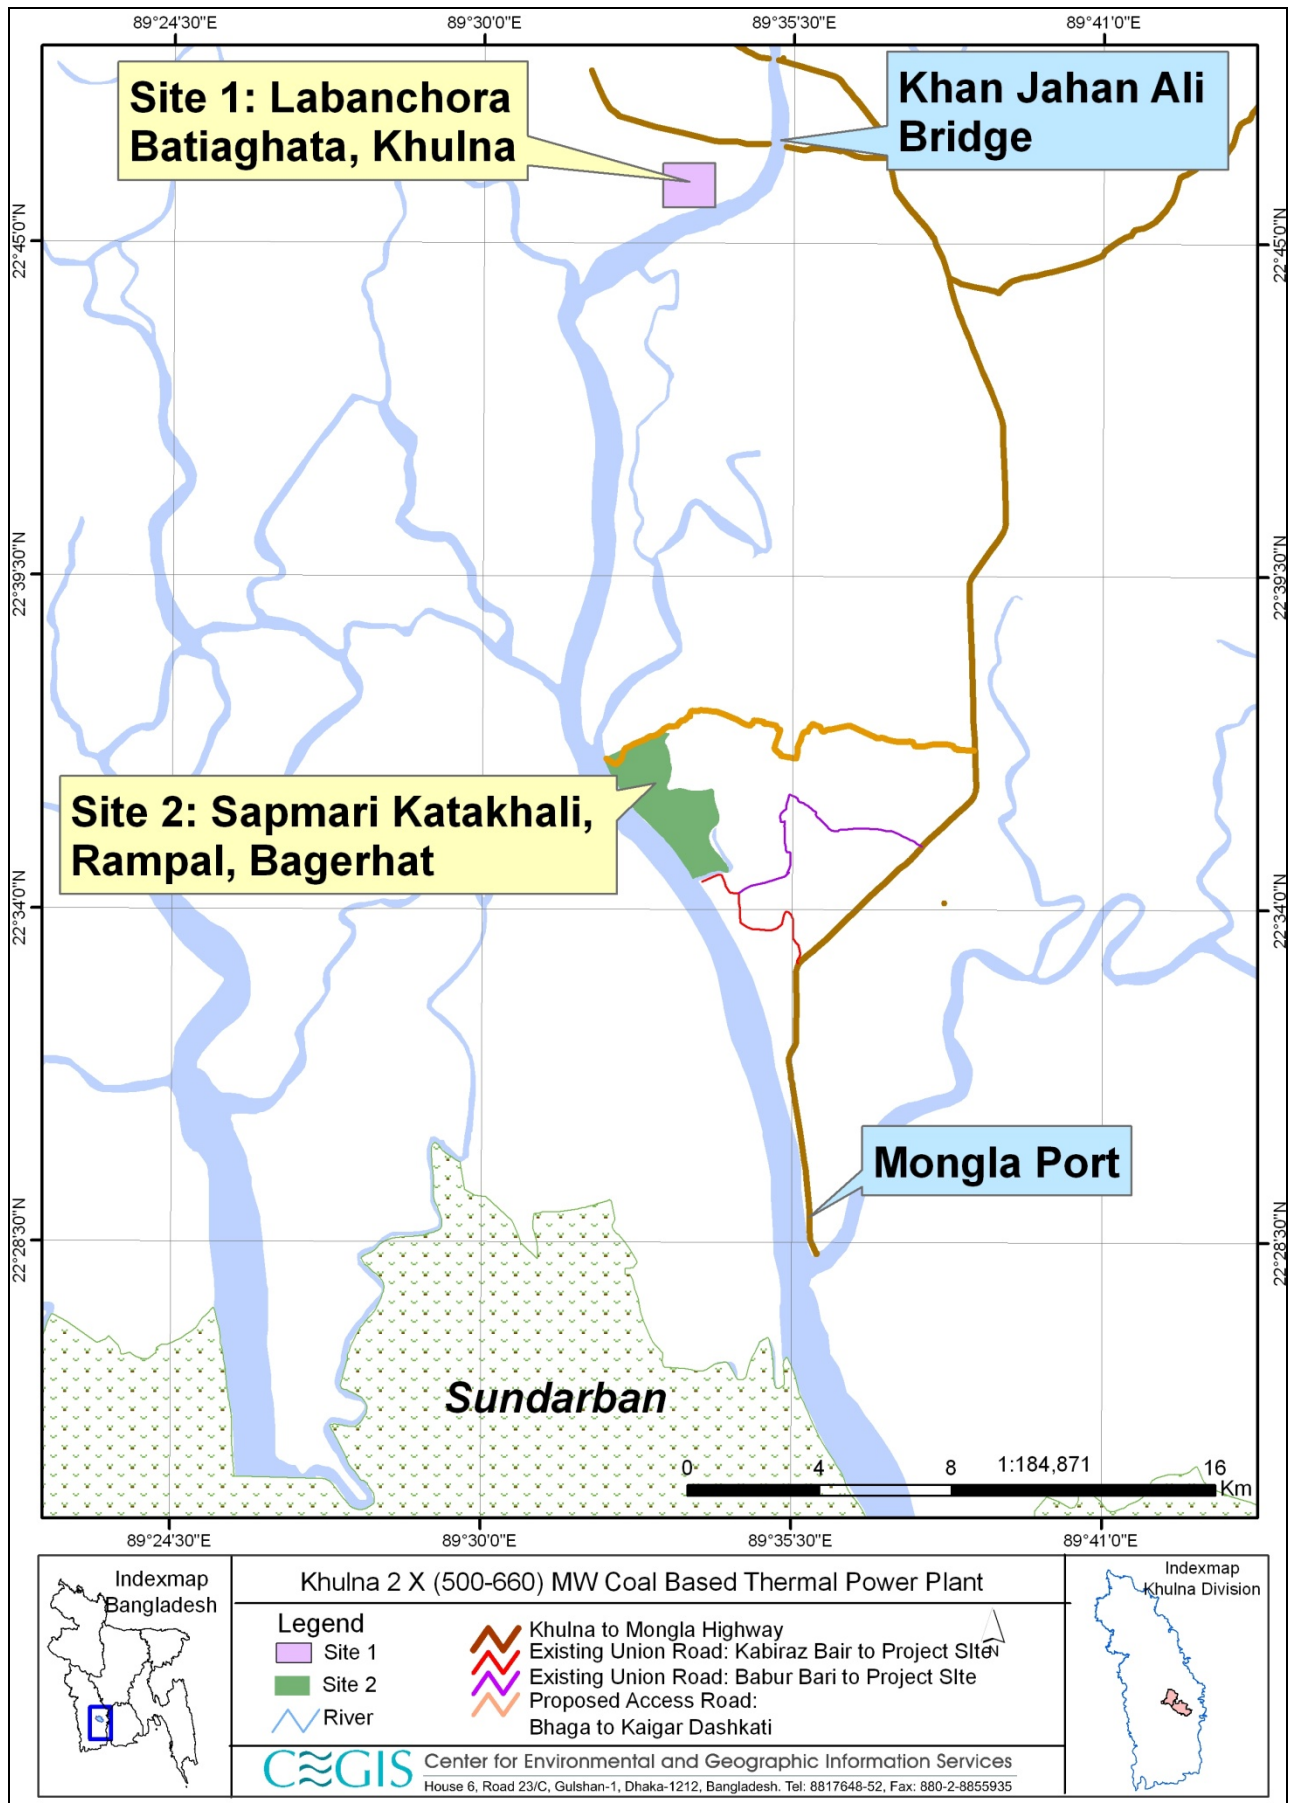 89°24'30"E
89°30'0"E
89°35'30"E
89°41'0"E
Site 1: Labanchora
Batiaghata, Khulna
Khan Jahan Ali
Bridge
22°45'0"N
22°45'0"N
22°39'30"N
22°39'30"N
Site 2: Sapmari Katakhali,
Rampal, Bagerhat
22°34'0"N
22°34'0"N
Mongla Port
22°28'30"N
22°28'30"N
Sundarban
0
4
8
1:184,871
16
Km
89°24'30"E
89°30'0"E
89°35'30"E
89°41'0"E
Indexmap
Bangladesh
Khulna 2 X (500-660) MW Coal Based Thermal Power Plant
Legend
Site 1
Site 2
River
Khulna to Mongla Highway
Existing Union Road: Kabiraz Bair to Project SIte
Existing Union Road: Babur Bari to Project SIte
Proposed Access Road:
Bhaga to Kaigar Dashkati
N
Indexmap
Khulna Division
CEGIS
Center for Environmental and Geographic Information Services
House 6, Road 23/C, Gulshan-1, Dhaka-1212, Bangladesh. Tel: 8817648-52, Fax: 880-2-8855935